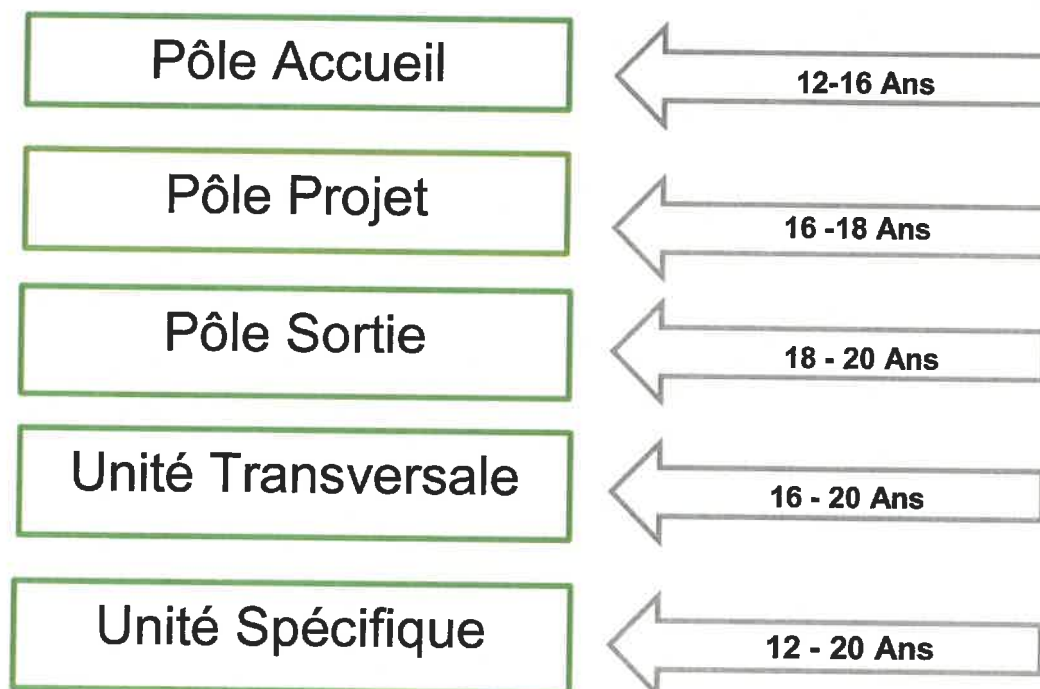 Pôle Accueil
12-16 Ans
Pôle Projet
16 -18 Ans
Pôle Sortie
18 - 20 Ans
Unité Transversale
16 - 20 Ans
Unité Spécifique
12 - 20 Ans